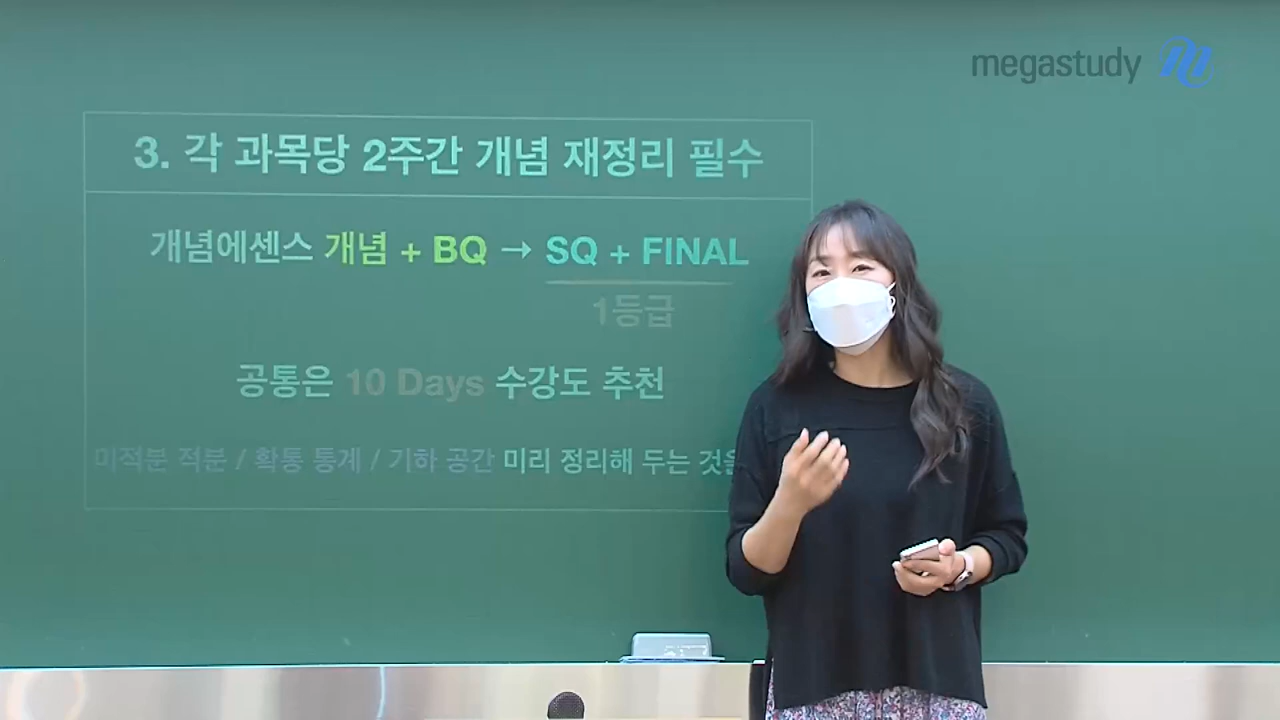 megastudy
3. 각 과목당 2주간 개념 재정리 필수
개념에센스 개념 + BQ → SQ + FINAL
1등급
공통은 10 Days 수강도 추천
미적분 적분 / 확통 통계 / 기하 공간 미리 정리해 두는 것을